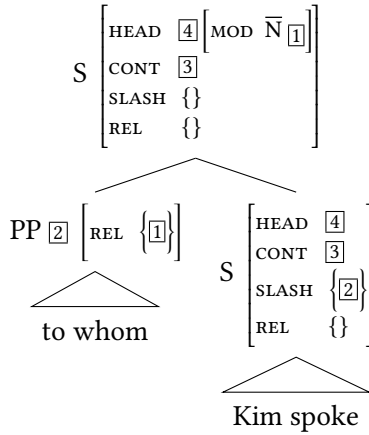 HEAD 4 [MOD N̅ 1]
S CONT 3
SLASH {}
REL {}
PP 2 [REL {1}]
HEAD 4
CONT 3
S SLASH {2}
REL {}
to whom
Kim spoke